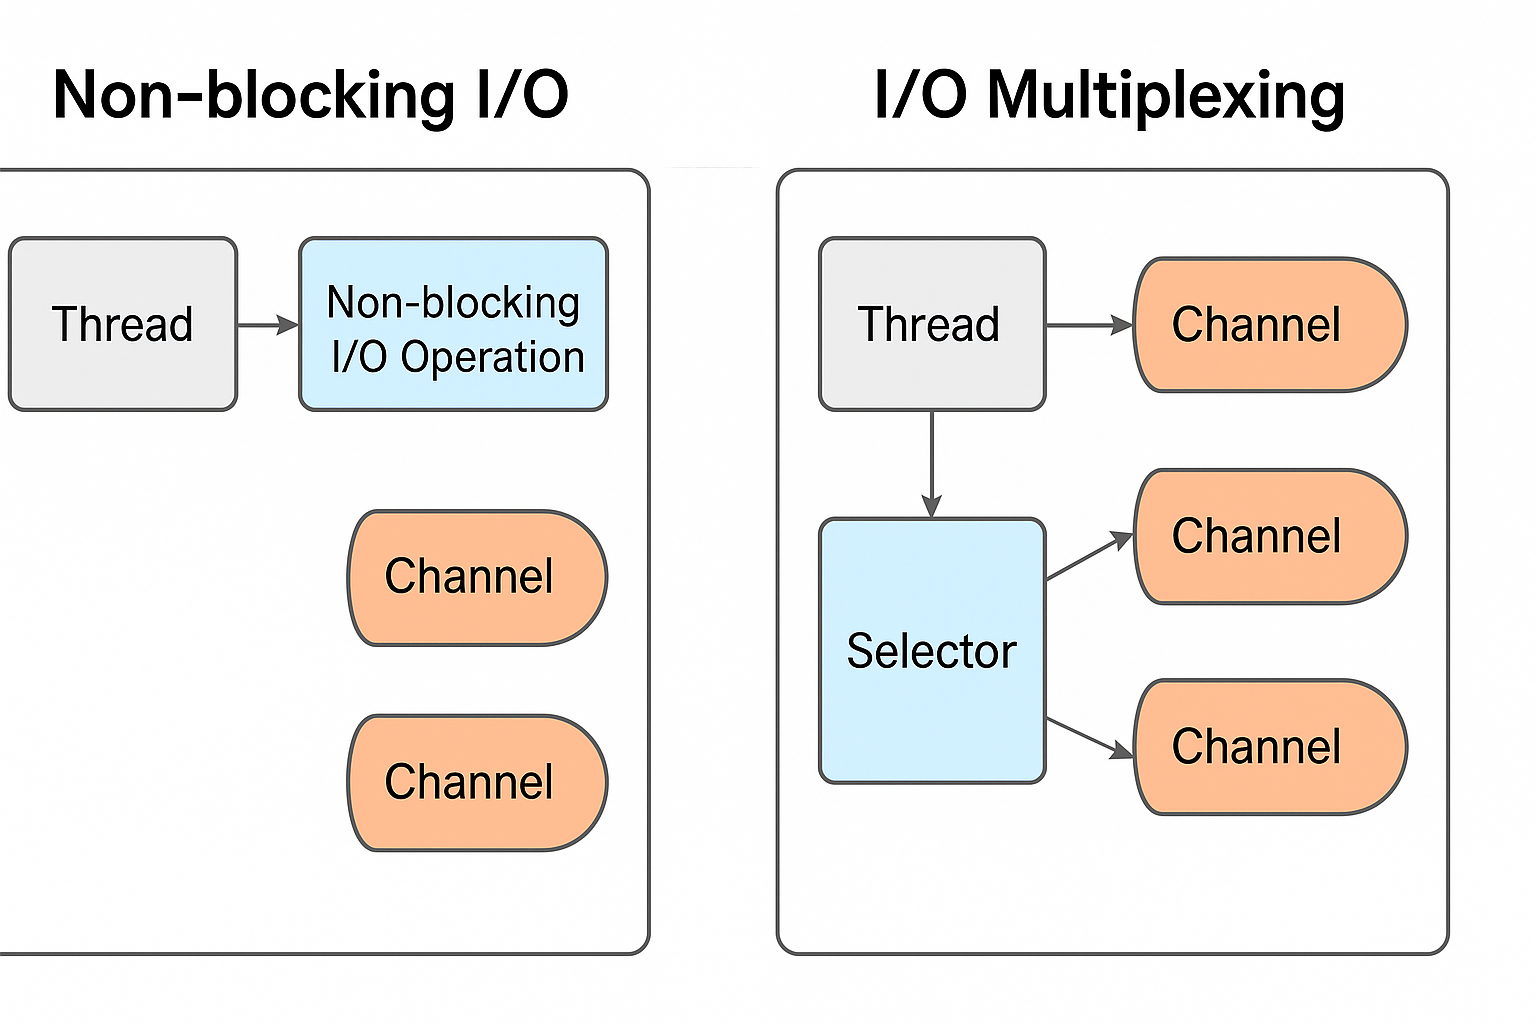 Non-blocking I/O
Thread
Non-blocking
I/O Operation
Channel
Channel
I/O Multiplexing
Thread
Channel
Selector
Channel
Channel